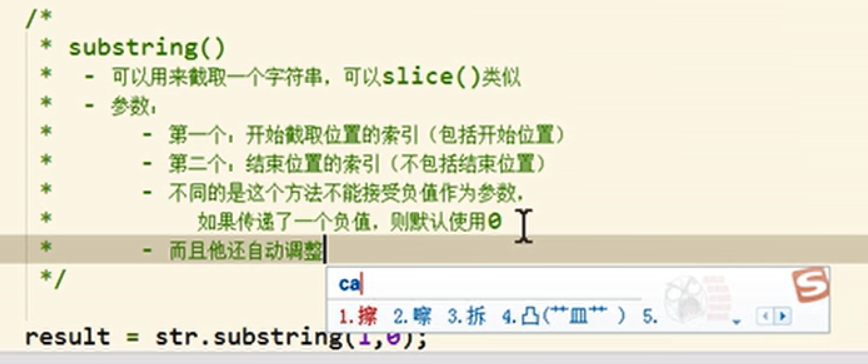 /*
* substring()
* - 可以用来截取一个字符串，可以slice()类似
* - 参数：
* - 第一个：开始截取位置的索引（包括开始位置）
* - 第二个：结束位置的索引（不包括结束位置）
* - 不同的是这个方法不能接受负值作为参数，
* 如果传递了一个负值，则默认使用0
* - 而且他还自动调整
*/
ca
1.擦 2.嚓 3.拆 4.凸(艹皿艹 ) 5.
result = str.substring(1,0);